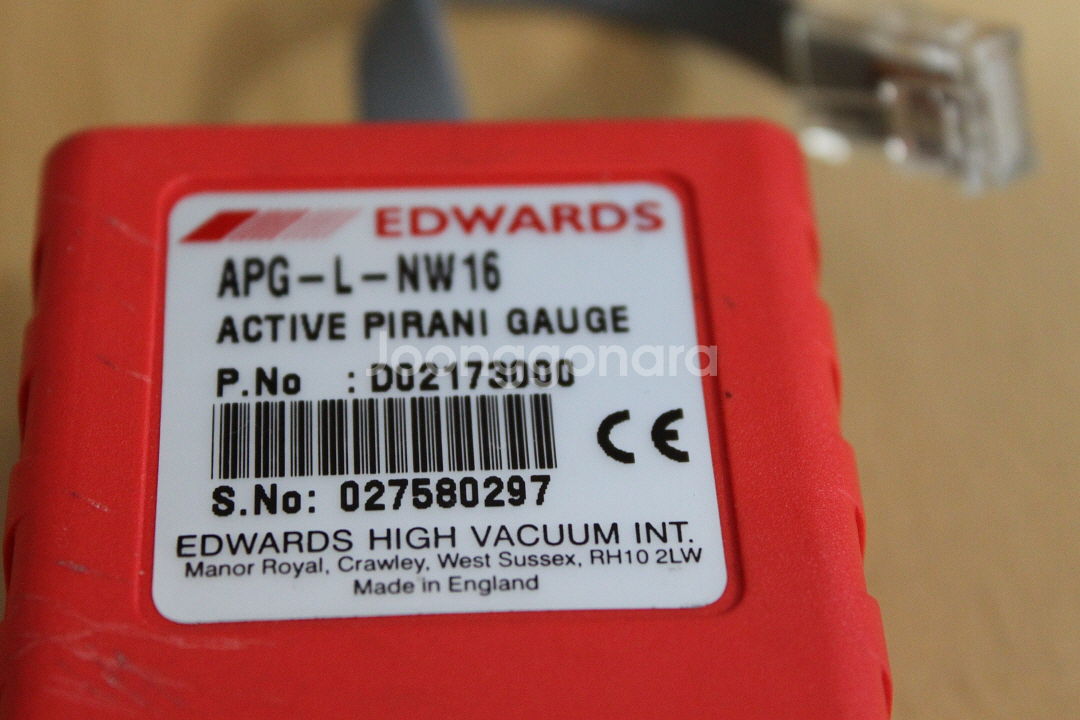 EDWARDS
APG-L-NW16
ACTIVE PIRANI GAUGE
Joonggonara
P.No : D02173000
S.No: 027580297
EDWARDS HIGH VACUUM INT.
Manor Royal, Crawley, West Sussex, RH10 2LW
Made in England
CE